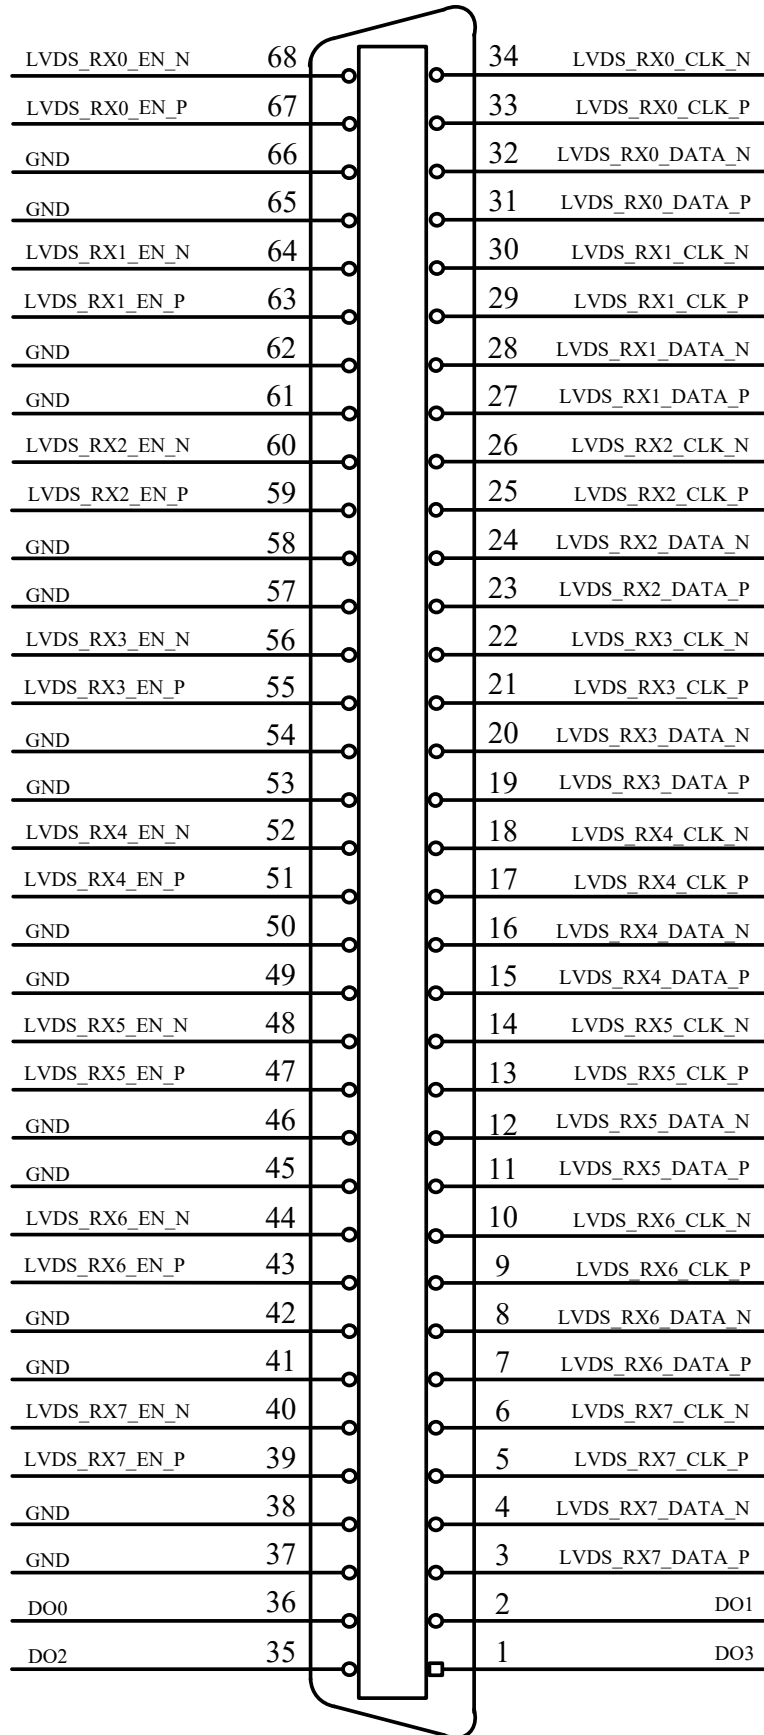 LVDS_RX0_EN_N 68 34 LVDS_RX0_CLK_N
LVDS_RX0_EN_P 67 33 LVDS_RX0_CLK_P
GND 66 32 LVDS_RX0_DATA_N
GND 65 31 LVDS_RX0_DATA_P
LVDS_RX1_EN_N 64 30 LVDS_RX1_CLK_N
LVDS_RX1_EN_P 63 29 LVDS_RX1_CLK_P
GND 62 28 LVDS_RX1_DATA_N
GND 61 27 LVDS_RX1_DATA_P
LVDS_RX2_EN_N 60 26 LVDS_RX2_CLK_N
LVDS_RX2_EN_P 59 25 LVDS_RX2_CLK_P
GND 58 24 LVDS_RX2_DATA_N
GND 57 23 LVDS_RX2_DATA_P
LVDS_RX3_EN_N 56 22 LVDS_RX3_CLK_N
LVDS_RX3_EN_P 55 21 LVDS_RX3_CLK_P
GND 54 20 LVDS_RX3_DATA_N
GND 53 19 LVDS_RX3_DATA_P
LVDS_RX4_EN_N 52 18 LVDS_RX4_CLK_N
LVDS_RX4_EN_P 51 17 LVDS_RX4_CLK_P
GND 50 16 LVDS_RX4_DATA_N
GND 49 15 LVDS_RX4_DATA_P
LVDS_RX5_EN_N 48 14 LVDS_RX5_CLK_N
LVDS_RX5_EN_P 47 13 LVDS_RX5_CLK_P
GND 46 12 LVDS_RX5_DATA_N
GND 45 11 LVDS_RX5_DATA_P
LVDS_RX6_EN_N 44 10 LVDS_RX6_CLK_N
LVDS_RX6_EN_P 43 9 LVDS_RX6_CLK_P
GND 42 8 LVDS_RX6_DATA_N
GND 41 7 LVDS_RX6_DATA_P
LVDS_RX7_EN_N 40 6 LVDS_RX7_CLK_N
LVDS_RX7_EN_P 39 5 LVDS_RX7_CLK_P
GND 38 4 LVDS_RX7_DATA_N
GND 37 3 LVDS_RX7_DATA_P
DO0 36 2 DO1
DO2 35 1 DO3